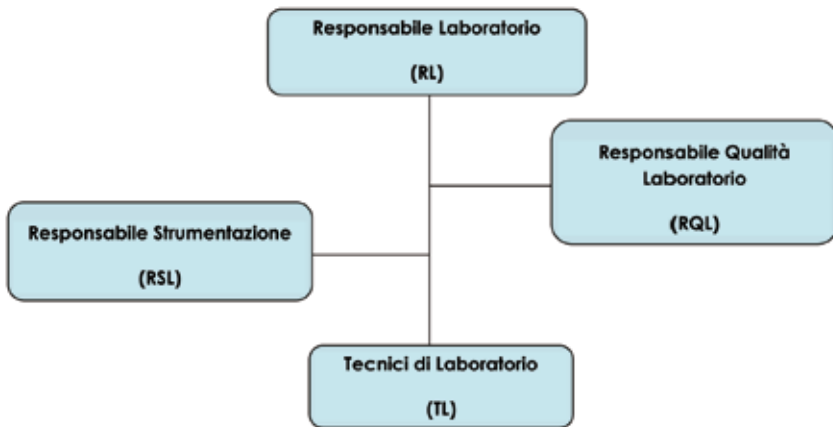 Responsabile Laboratorio
(RL)
Responsabile Qualità
Laboratorio
(RQL)
Responsabile Strumentazione
(RSL)
Tecnici di Laboratorio
(TL)